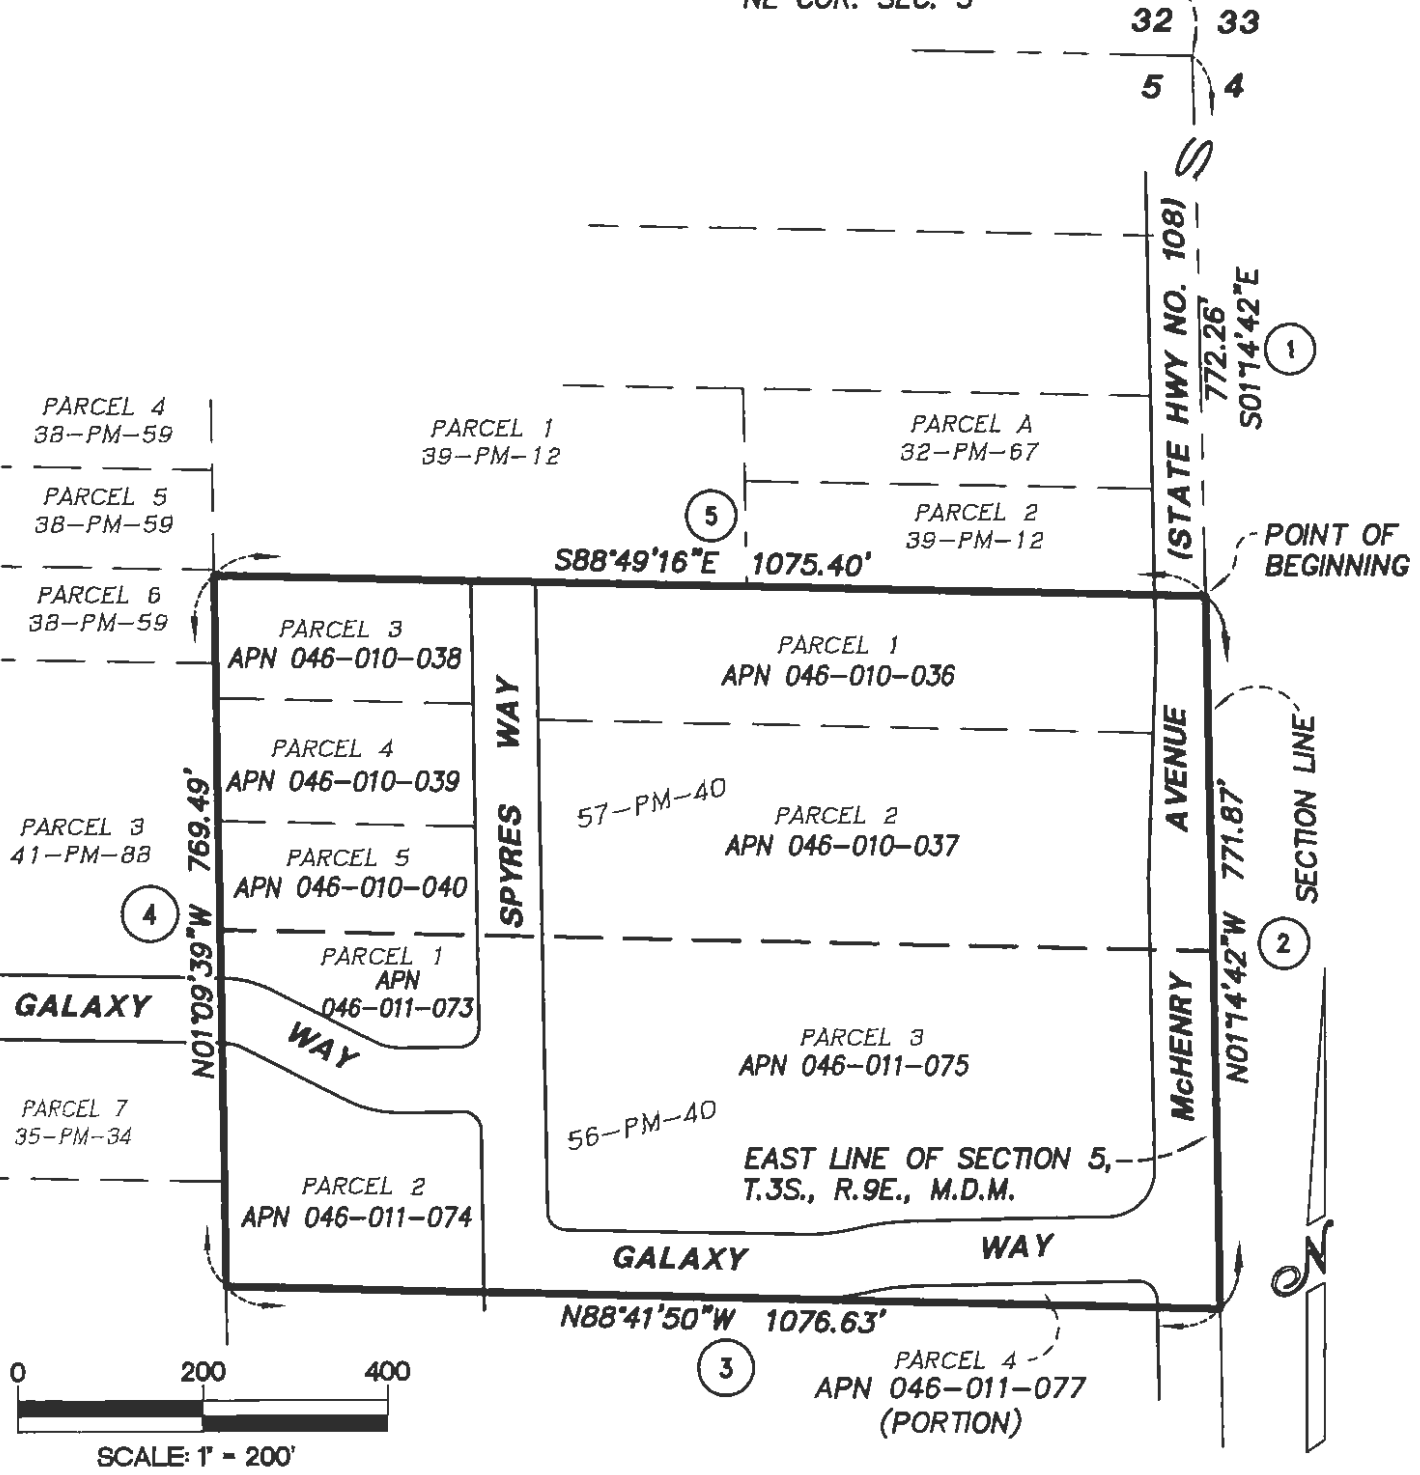 NE COR. SEC. 5
32 33
5 4
S
(STATE HWY NO. 108)
772.26'
S01°14'42"E
1
PARCEL 4
38-PM-59
PARCEL 1
39-PM-12
PARCEL A
32-PM-67
PARCEL 5
38-PM-59
5
PARCEL 2
39-PM-12
POINT OF
BEGINNING
S88°49'16"E 1075.40'
PARCEL 6
38-PM-59
PARCEL 3
APN 046-010-038
PARCEL 1
APN 046-010-036
SPYRES WAY
McHENRY AVENUE
SECTION LINE
PARCEL 4
APN 046-010-039
57-PM-40
PARCEL 2
APN 046-010-037
N01°09'39"W 769.49'
N01°14'42"W 771.87'
PARCEL 3
41-PM-88
PARCEL 5
APN 046-010-040
4
2
PARCEL 1
APN
046-011-073
GALAXY WAY
PARCEL 3
APN 046-011-075
PARCEL 7
35-PM-34
56-PM-40
EAST LINE OF SECTION 5,
T.3S., R.9E., M.D.M.
PARCEL 2
APN 046-011-074
GALAXY WAY
N
N88°41'50"W 1076.63'
3
PARCEL 4
APN 046-011-077
(PORTION)
0 200 400
SCALE: 1" = 200'